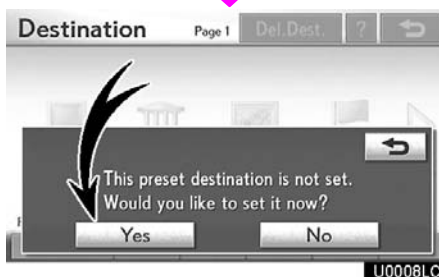 Destination Page 1 Del.Dest. ?
This preset destination is not set.
Would you like to set it now?
Yes No
U0008LC